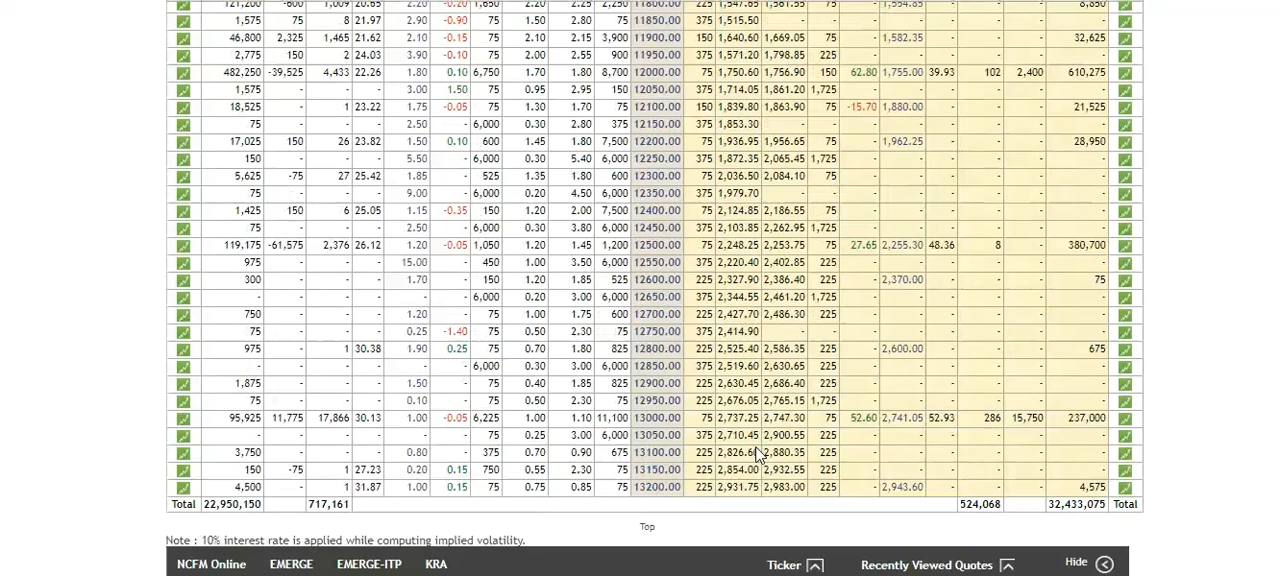 121,200 -600 1,009 20.65 2.20 -0.20 1,650 2.20 2.25 2,250 11800.00 225 1,547.65 1,561.55 75 - 1,554.85 - - - 8,850
1,575 75 8 21.97 2.90 -0.90 75 1.50 2.80 75 11850.00 375 1,515.50 - - - - - - - -
46,800 2,325 1,465 21.62 2.10 -0.15 75 2.10 2.15 3,900 11900.00 150 1,640.60 1,669.05 75 - 1,582.35 - - - 32,625
2,775 150 2 24.03 3.90 -0.10 75 2.00 2.55 900 11950.00 375 1,571.20 1,798.85 225 - - - - - -
482,250 -39,525 4,433 22.26 1.80 0.10 6,750 1.70 1.80 8,700 12000.00 75 1,750.60 1,756.90 150 62.80 1,755.00 39.93 102 2,400 610,275
1,575 - - - 3.00 1.50 75 0.95 2.95 150 12050.00 375 1,714.05 1,861.20 1,725 - - - - - -
18,525 - 1 23.22 1.75 -0.05 75 1.30 1.70 75 12100.00 150 1,839.80 1,863.90 75 -15.70 1,880.00 - - - 21,525
75 - - - 2.50 - 6,000 0.30 2.80 375 12150.00 375 1,853.30 - - - - - - - -
17,025 150 26 23.82 1.50 0.10 600 1.45 1.80 7,500 12200.00 75 1,936.95 1,956.65 75 - 1,962.25 - - - 28,950
150 - - - 5.50 - 6,000 0.30 5.40 6,000 12250.00 375 1,872.35 2,065.45 1,725 - - - - - -
5,625 -75 27 25.42 1.85 - 525 1.35 1.80 600 12300.00 75 2,036.50 2,084.10 75 - - - - - -
75 - - - 9.00 - 6,000 0.20 4.50 6,000 12350.00 375 1,979.70 - - - - - - - -
1,425 150 6 25.05 1.15 -0.35 150 1.20 2.00 7,500 12400.00 75 2,124.85 2,186.55 75 - - - - - -
75 - - - 2.50 - 6,000 0.30 3.80 6,000 12450.00 375 2,103.85 2,262.95 1,725 - - - - - -
119,175 -61,575 2,376 26.12 1.20 -0.05 1,050 1.20 1.45 1,200 12500.00 75 2,248.25 2,253.75 75 27.65 2,255.30 48.36 8 - 380,700
975 - - - 15.00 - 450 1.00 3.50 6,000 12550.00 375 2,220.40 2,402.85 225 - - - - - -
300 - - - 1.70 - 150 1.20 1.85 525 12600.00 225 2,327.90 2,386.40 225 - 2,370.00 - - - 75
- - - - - - 6,000 0.20 3.00 6,000 12650.00 375 2,344.55 2,461.20 1,725 - - - - - -
750 - - - 1.20 - 75 1.00 1.75 600 12700.00 225 2,427.70 2,486.30 225 - - - - - -
75 - - - 0.25 -1.40 75 0.50 2.30 75 12750.00 375 2,414.90 - - - - - - - -
975 - 1 30.38 1.90 0.25 75 0.70 1.80 825 12800.00 225 2,525.40 2,586.35 225 - 2,600.00 - - - 675
- - - - - - 6,000 0.30 3.00 6,000 12850.00 375 2,519.60 2,630.65 225 - - - - - -
1,875 - - - 1.50 - 75 0.40 1.85 825 12900.00 225 2,630.45 2,686.40 225 - - - - - -
75 - - - 0.10 - 75 0.50 2.30 75 12950.00 225 2,676.05 2,765.15 1,725 - - - - - -
95,925 11,775 17,866 30.13 1.00 -0.05 6,225 1.00 1.10 11,100 13000.00 75 2,737.25 2,747.30 75 52.60 2,741.05 52.93 286 15,750 237,000
- - - - - - 75 0.25 3.00 6,000 13050.00 375 2,710.45 2,900.55 225 - - - - - -
3,750 - - - 0.80 - 375 0.70 0.90 675 13100.00 225 2,880.35 225 - - - - - -
150 -75 1 27.23 0.20 0.15 750 0.55 2.30 75 13150.00 225 2,854.00 2,932.55 225 - - - - - -
4,500 - 1 31.87 1.00 0.15 75 0.75 0.85 75 13200.00 225 2,931.75 2,983.00 225 - 2,943.60 - - - 4,575
Total 22,950,150 717,161 524,068 32,433,075 Total
Top
Note : 10% interest rate is applied while computing implied volatility.
NCFM Online EMERGE EMERGE-ITP KRA Ticker Recently Viewed Quotes Hide